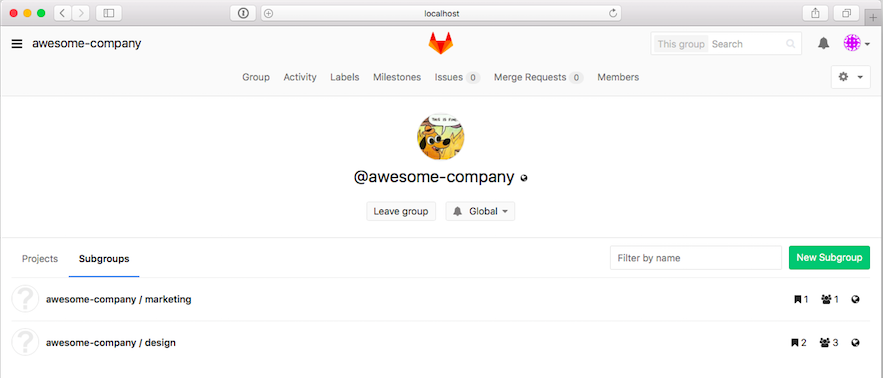 localhost
awesome-company
This group Search
Group Activity Labels Milestones Issues 0 Merge Requests 0 Members
THIS IS FINE.
@awesome-company
Leave group Global
Projects Subgroups Filter by name New Subgroup
awesome-company / marketing 1 1
awesome-company / design 2 3